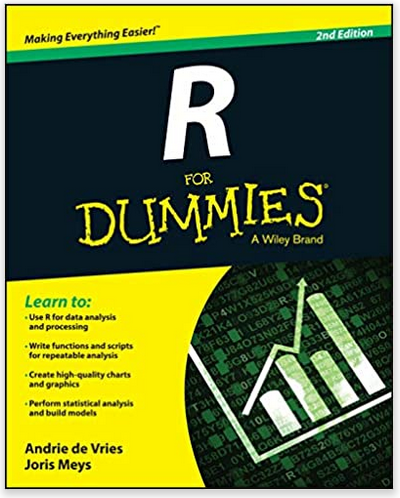 Making Everything Easier!™
2nd Edition
R
FOR
DUMMIES®
A Wiley Brand
Learn to:
• Use R for data analysis
and processing
• Write functions and scripts
for repeatable analysis
• Create high-quality charts
and graphics
• Perform statistical analysis
and build models
Andrie de Vries
Joris Meys